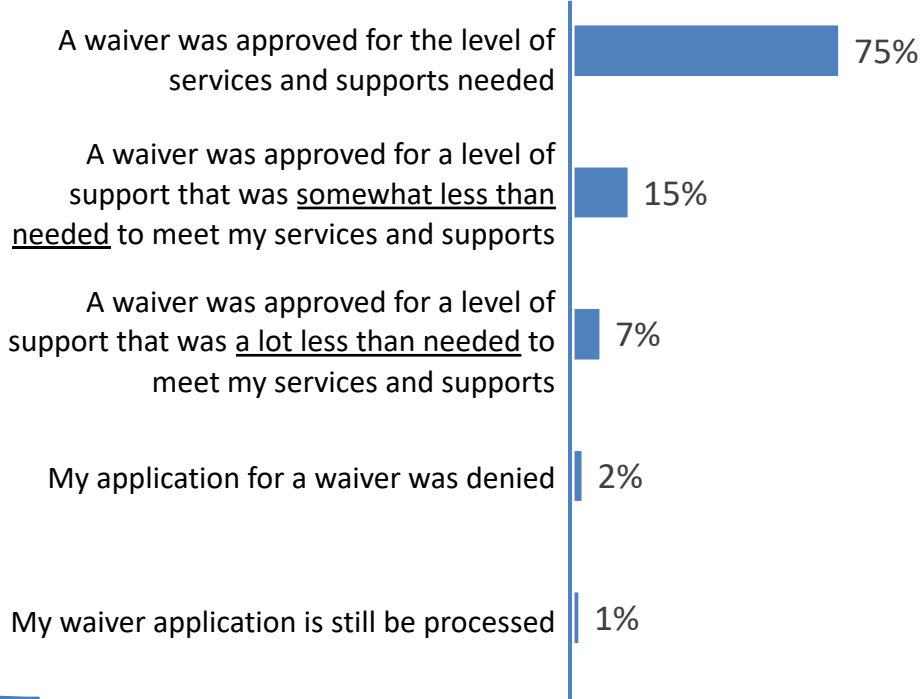 A waiver was approved for the level of
services and supports needed
75%
A waiver was approved for a level of
support that was somewhat less than
needed to meet my services and supports
15%
A waiver was approved for a level of
support that was a lot less than needed to
meet my services and supports
7%
My application for a waiver was denied
2%
My waiver application is still be processed
1%